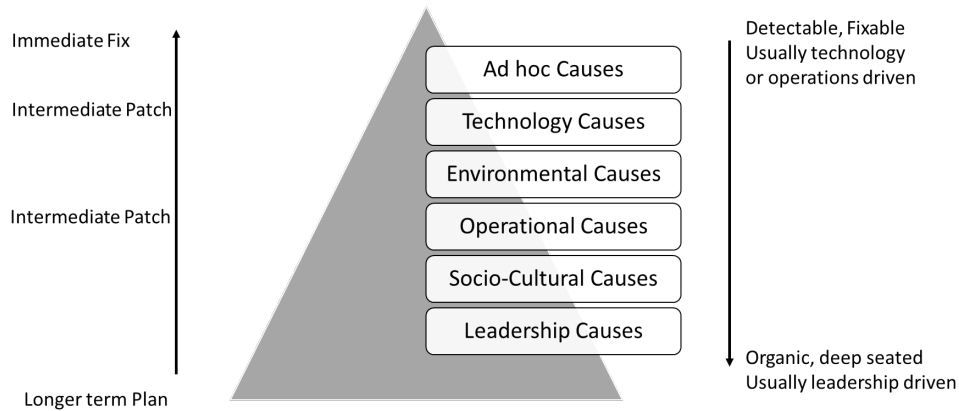 Immediate Fix
Intermediate Patch
Intermediate Patch
Longer term Plan
Ad hoc Causes
Technology Causes
Environmental Causes
Operational Causes
Socio-Cultural Causes
Leadership Causes
Detectable, Fixable
Usually technology
or operations driven
Organic, deep seated
Usually leadership driven